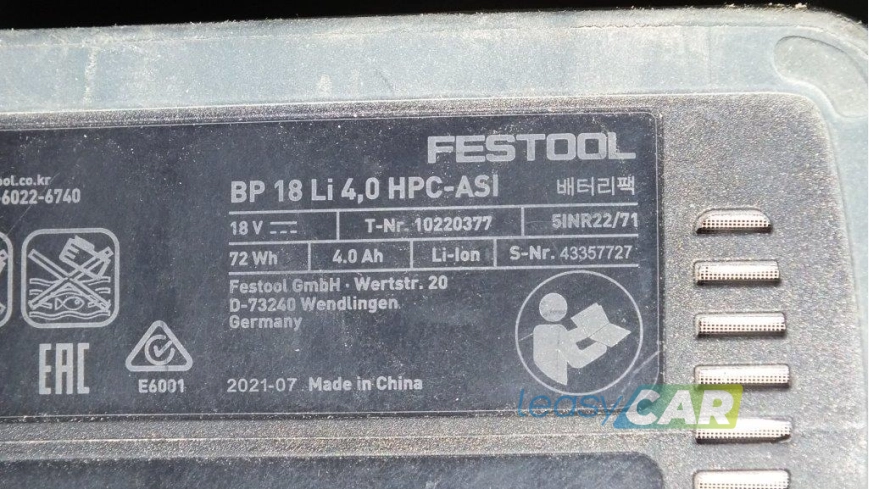 FESTOOL
ool.co.kr
-6022-6740
BP 18 Li 4,0 HPC-ASI 배터리팩
18 V T-Nr. 10220377 5INR22/71
72 Wh 4.0 Ah Li-Ion S-Nr. 43357727
Festool GmbH · Wertstr. 20
D-73240 Wendlingen
Germany
EAC E6001 2021-07 Made in China
leasyCAR